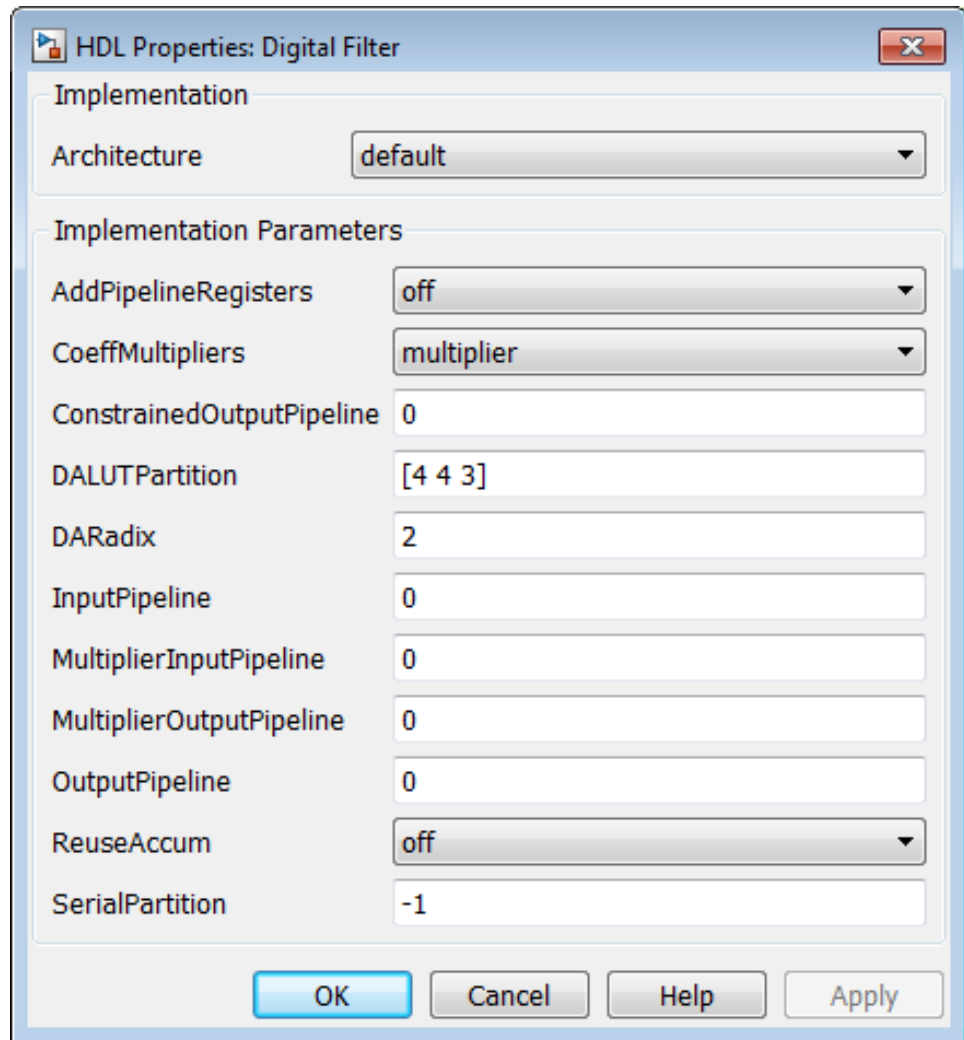 HDL Properties: Digital Filter
Implementation
Architecture default
Implementation Parameters
AddPipelineRegisters off
CoeffMultipliers multiplier
ConstrainedOutputPipeline 0
DALUTPartition [4 4 3]
DARadix 2
InputPipeline 0
MultiplierInputPipeline 0
MultiplierOutputPipeline 0
OutputPipeline 0
ReuseAccum off
SerialPartition -1
OK Cancel Help Apply